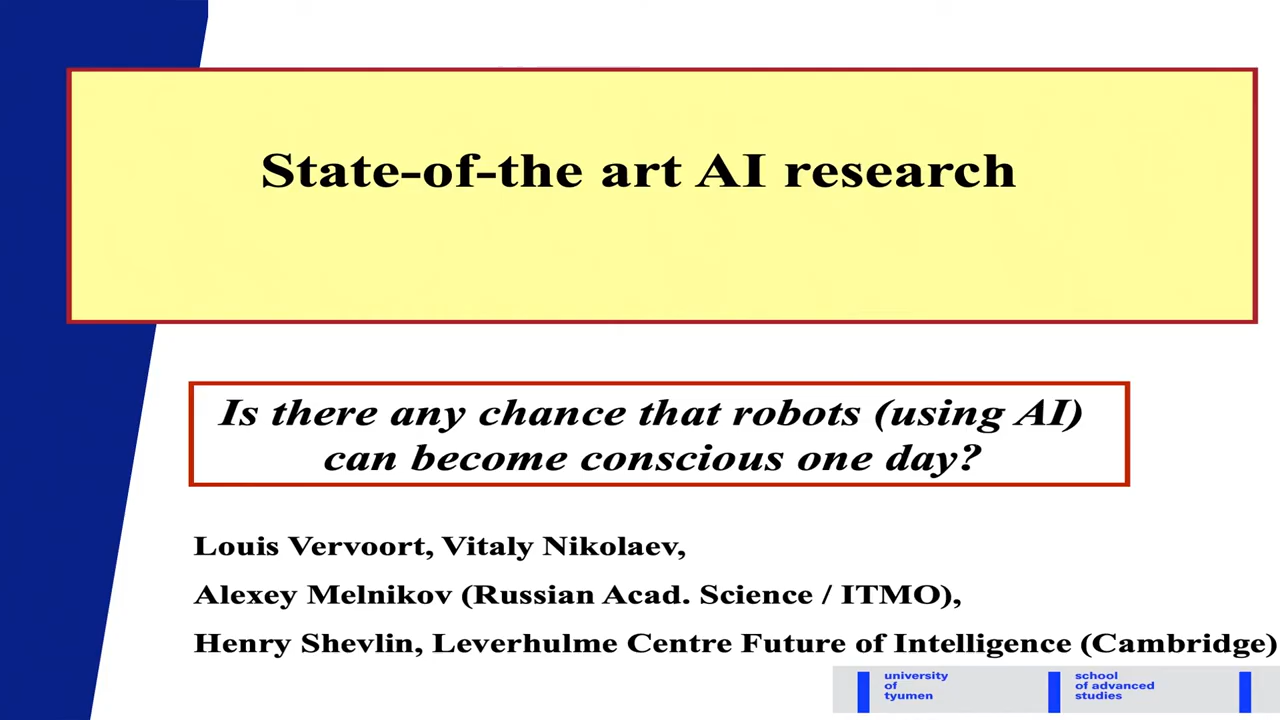 State-of-the art AI research
Is there any chance that robots (using AI)
can become conscious one day?
Louis Vervoort, Vitaly Nikolaev,
Alexey Melnikov (Russian Acad. Science / ITMO),
Henry Shevlin, Leverhulme Centre Future of Intelligence (Cambridge)
university
of
tyumen
school
of advanced
studies